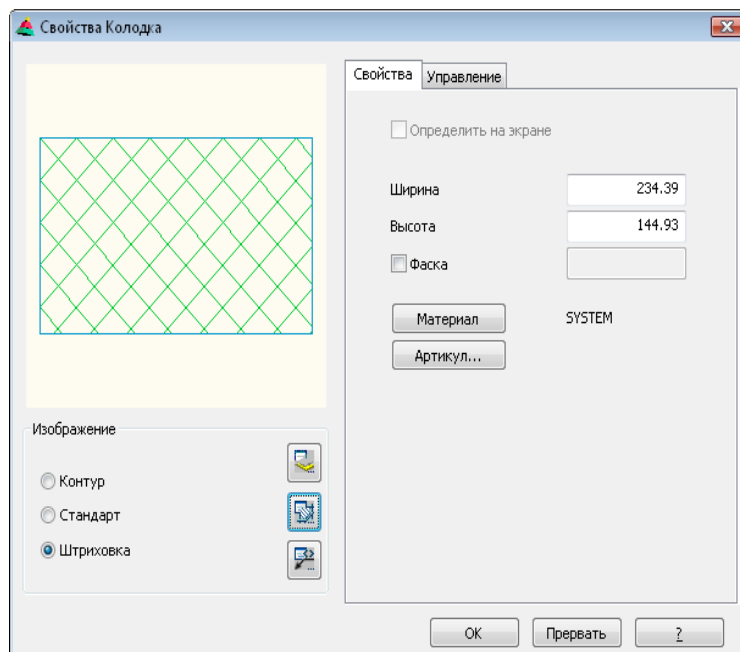 Свойства Колодка
Свойства
Управление
Определить на экране
Ширина 234.39
Высота 144.93
Фаска
Материал SYSTEM
Артикул...
Изображение
Контур
Стандарт
Штриховка
ОК
Прервать
?